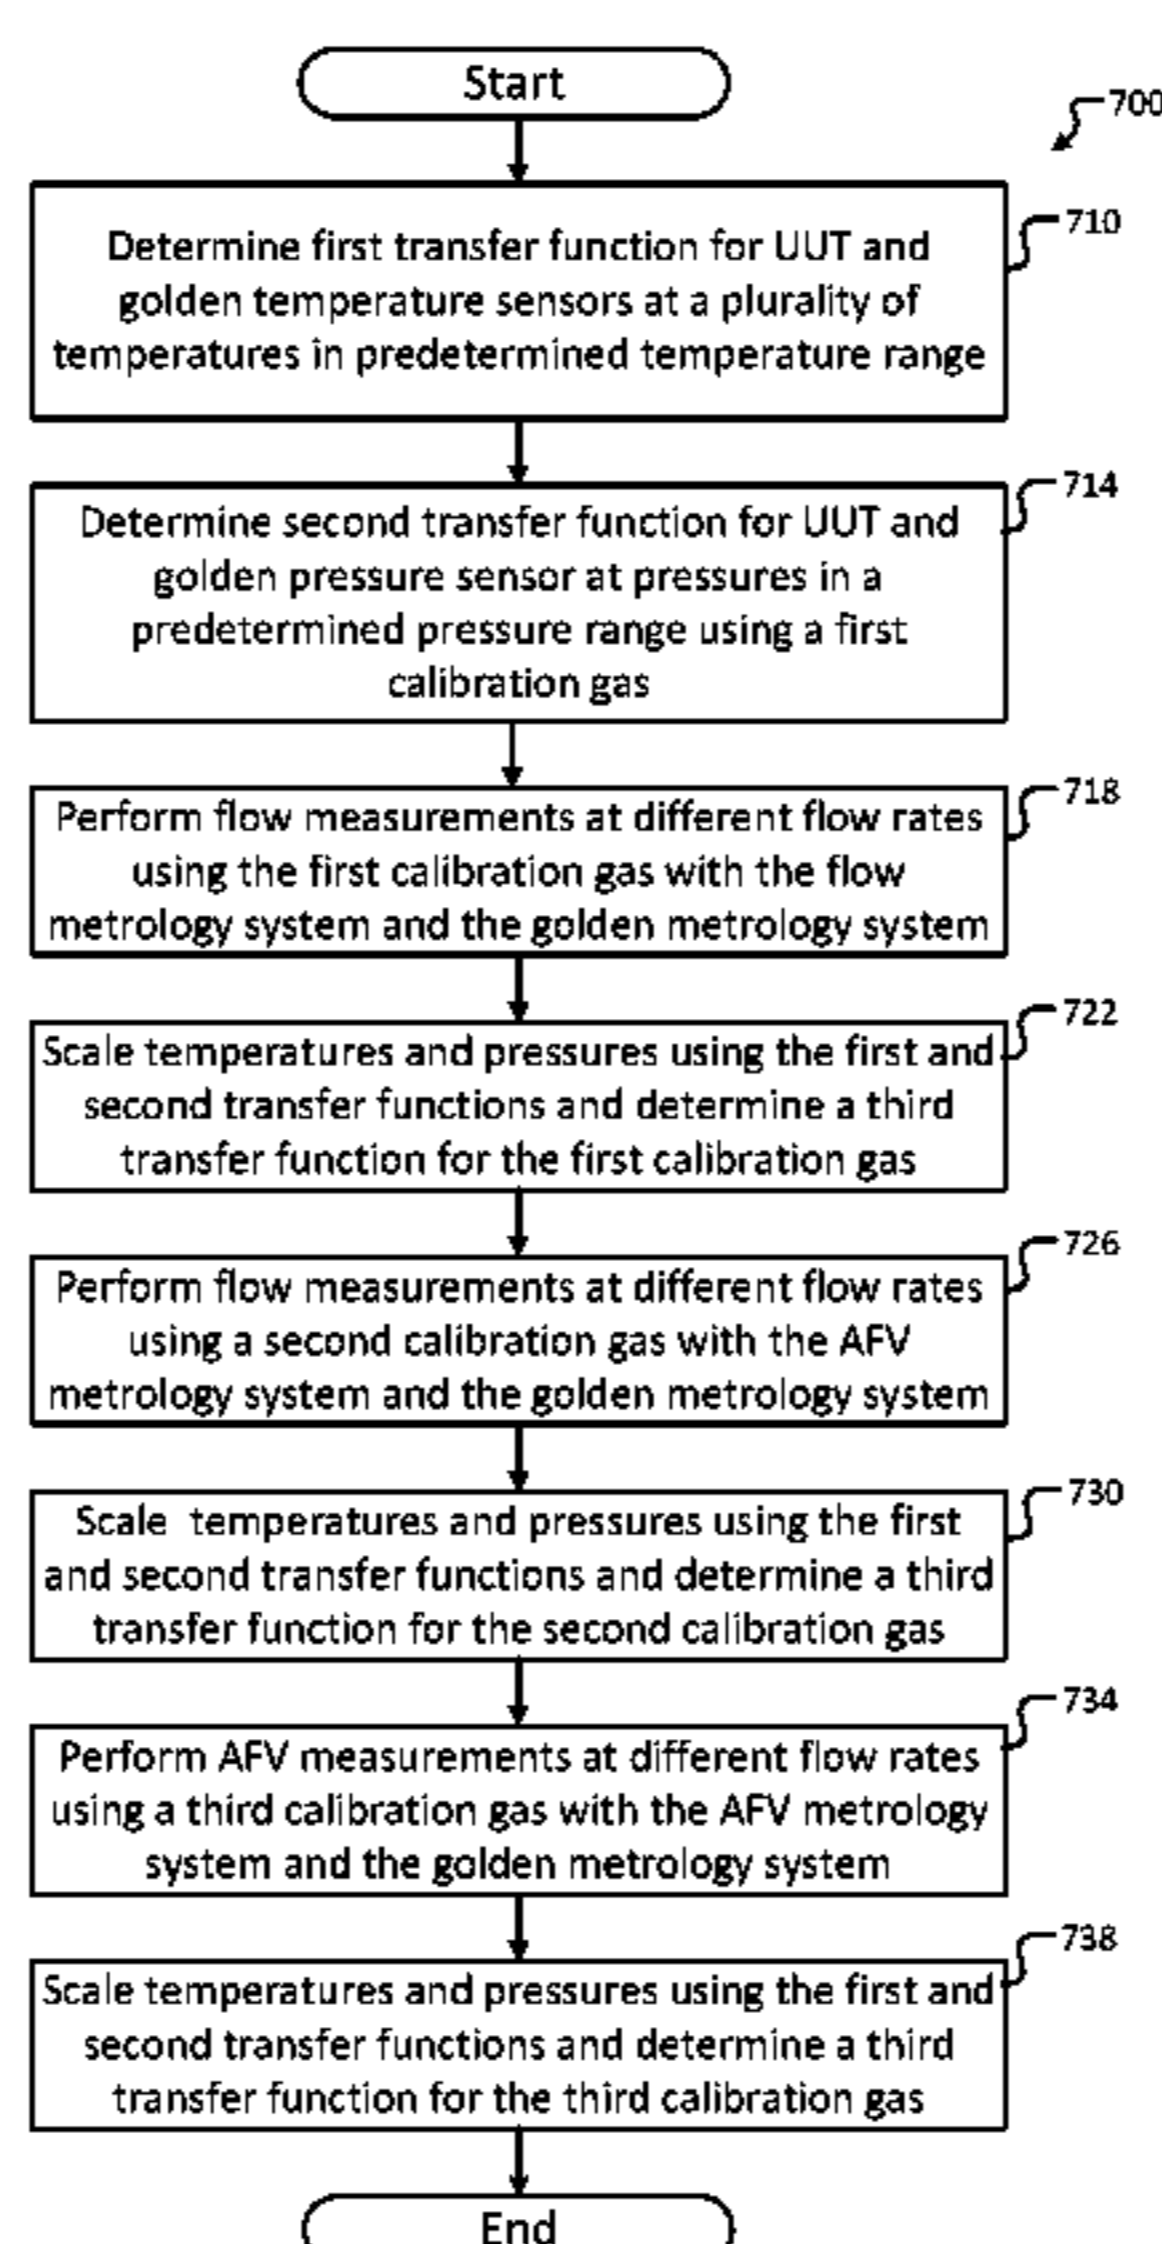 Start
700
Determine first transfer function for UUT and
golden temperature sensors at a plurality of
temperatures in predetermined temperature range
710
Determine second transfer function for UUT and
golden pressure sensor at pressures in a
predetermined pressure range using a first
calibration gas
714
Perform flow measurements at different flow rates
using the first calibration gas with the flow
metrology system and the golden metrology system
718
Scale temperatures and pressures using the first and
second transfer functions and determine a third
transfer function for the first calibration gas
722
Perform flow measurements at different flow rates
using a second calibration gas with the AFV
metrology system and the golden metrology system
726
Scale temperatures and pressures using the first
and second transfer functions and determine a third
transfer function for the second calibration gas
730
Perform AFV measurements at different flow rates
using a third calibration gas with the AFV metrology
system and the golden metrology system
734
Scale temperatures and pressures using the first and
second transfer functions and determine a third
transfer function for the third calibration gas
738
End